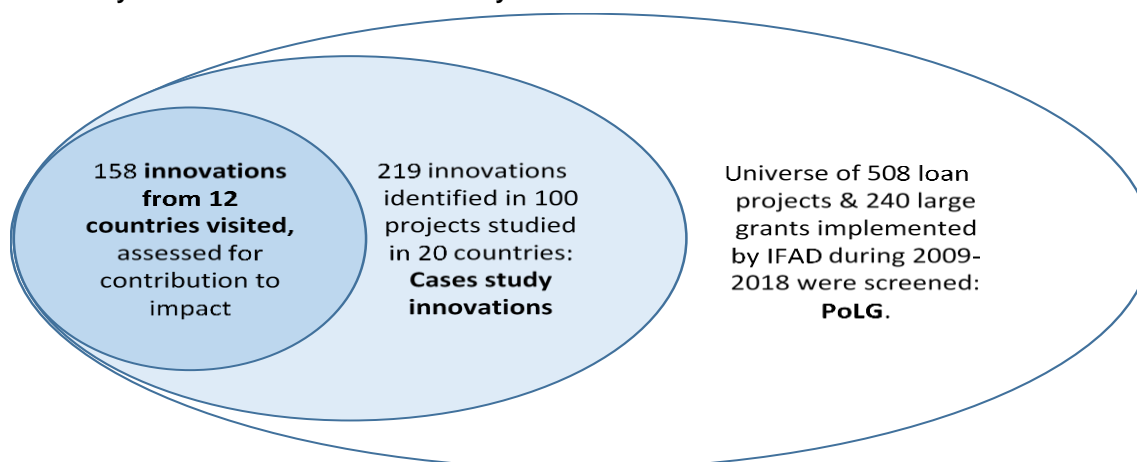 158 innovations
from 12
countries visited,
assessed for
contribution to
impact
219 innovations
identified in 100
projects studied
in 20 countries:
Cases study
innovations
Universe of 508 loan
projects & 240 large
grants implemented
by IFAD during 2009-
2018 were screened:
PoLG.